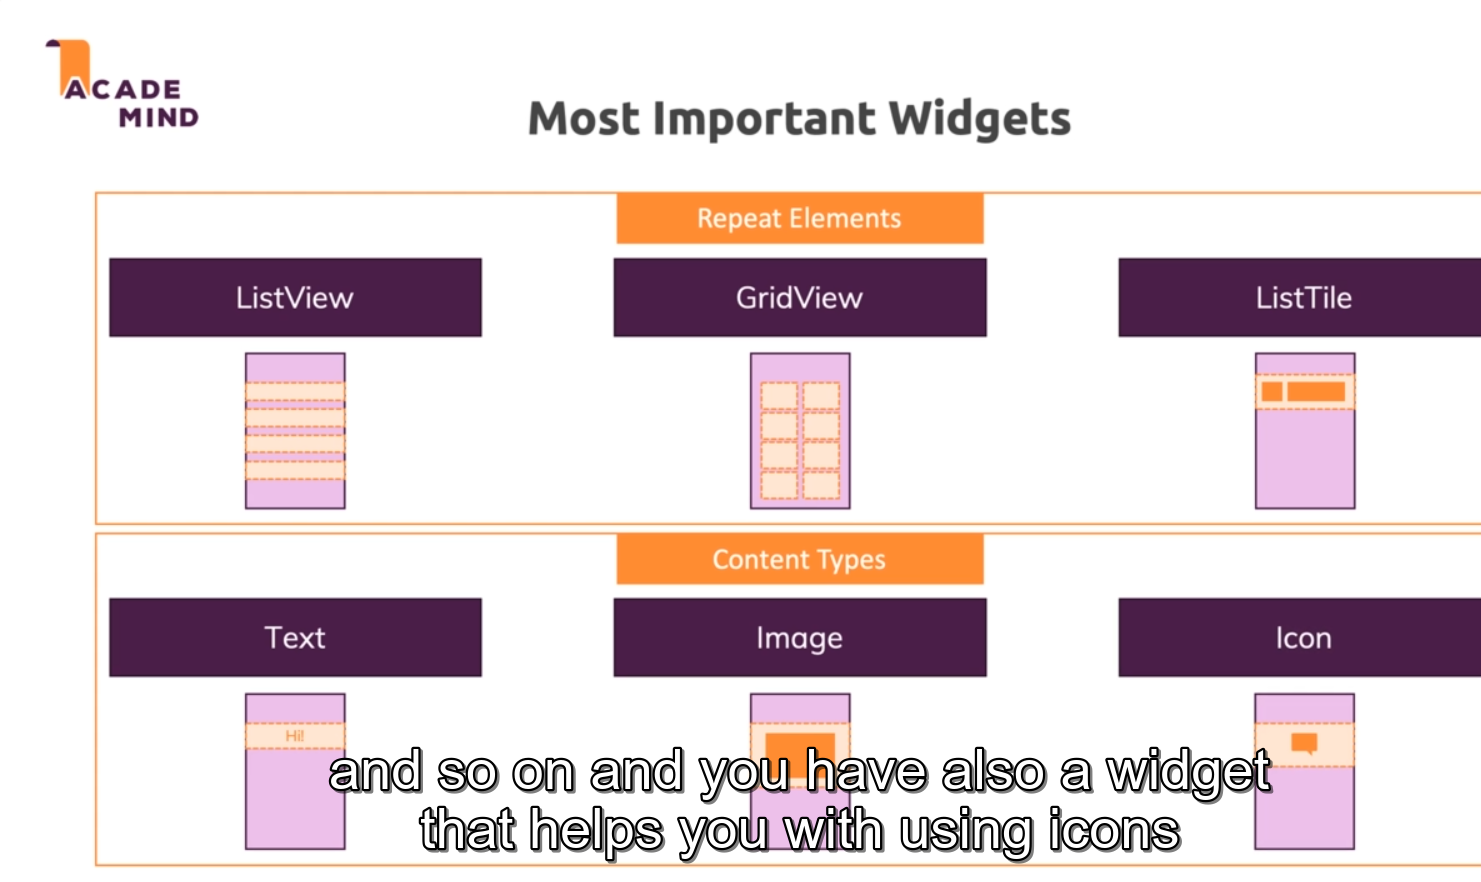 ACADE
MIND
Most Important Widgets
Repeat Elements
ListView
GridView
ListTile
Content Types
Text
Image
Icon
Hi!
and so on and you have also a widget
that helps you with using icons